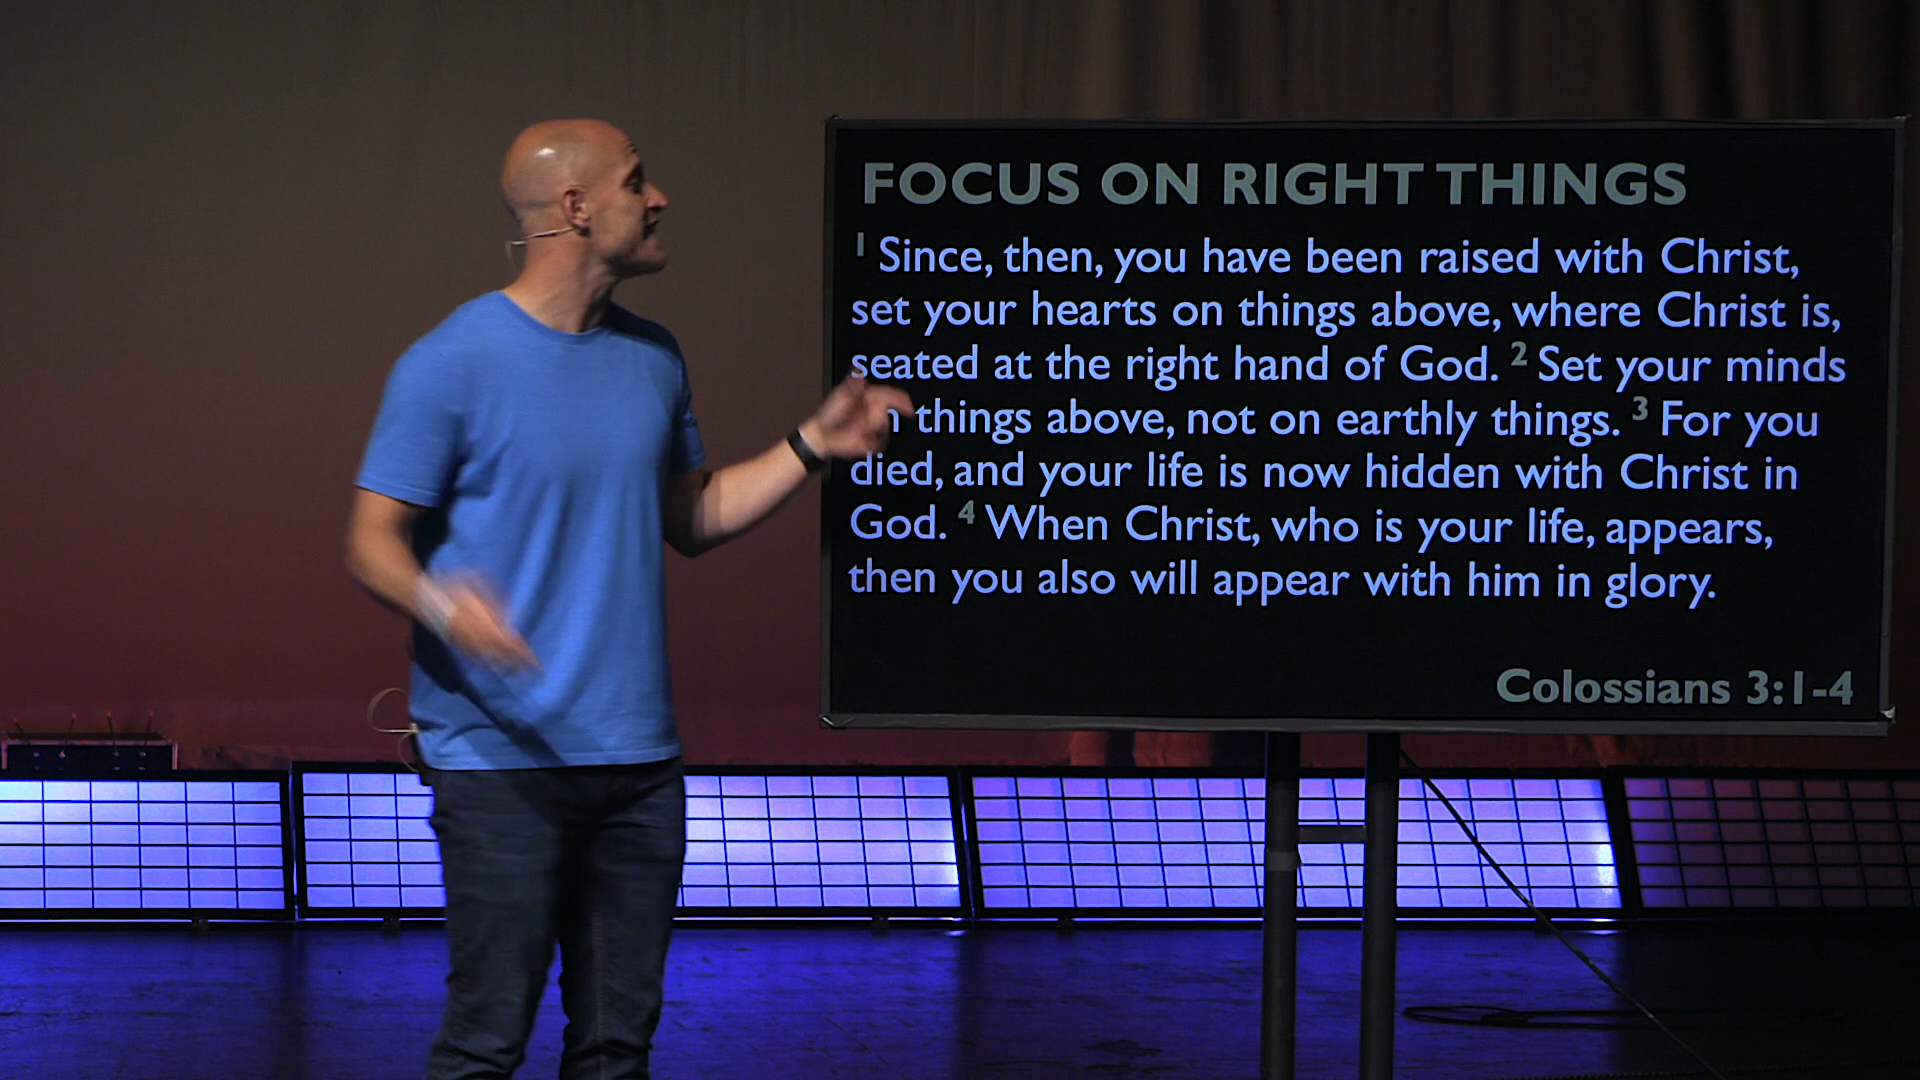 FOCUS ON RIGHT THINGS
1 Since, then, you have been raised with Christ,
set your hearts on things above, where Christ is,
seated at the right hand of God. 2 Set your minds
things above, not on earthly things. 3 For you
died, and your life is now hidden with Christ in
God. 4 When Christ, who is your life, appears,
then you also will appear with him in glory.
Colossians 3:1-4